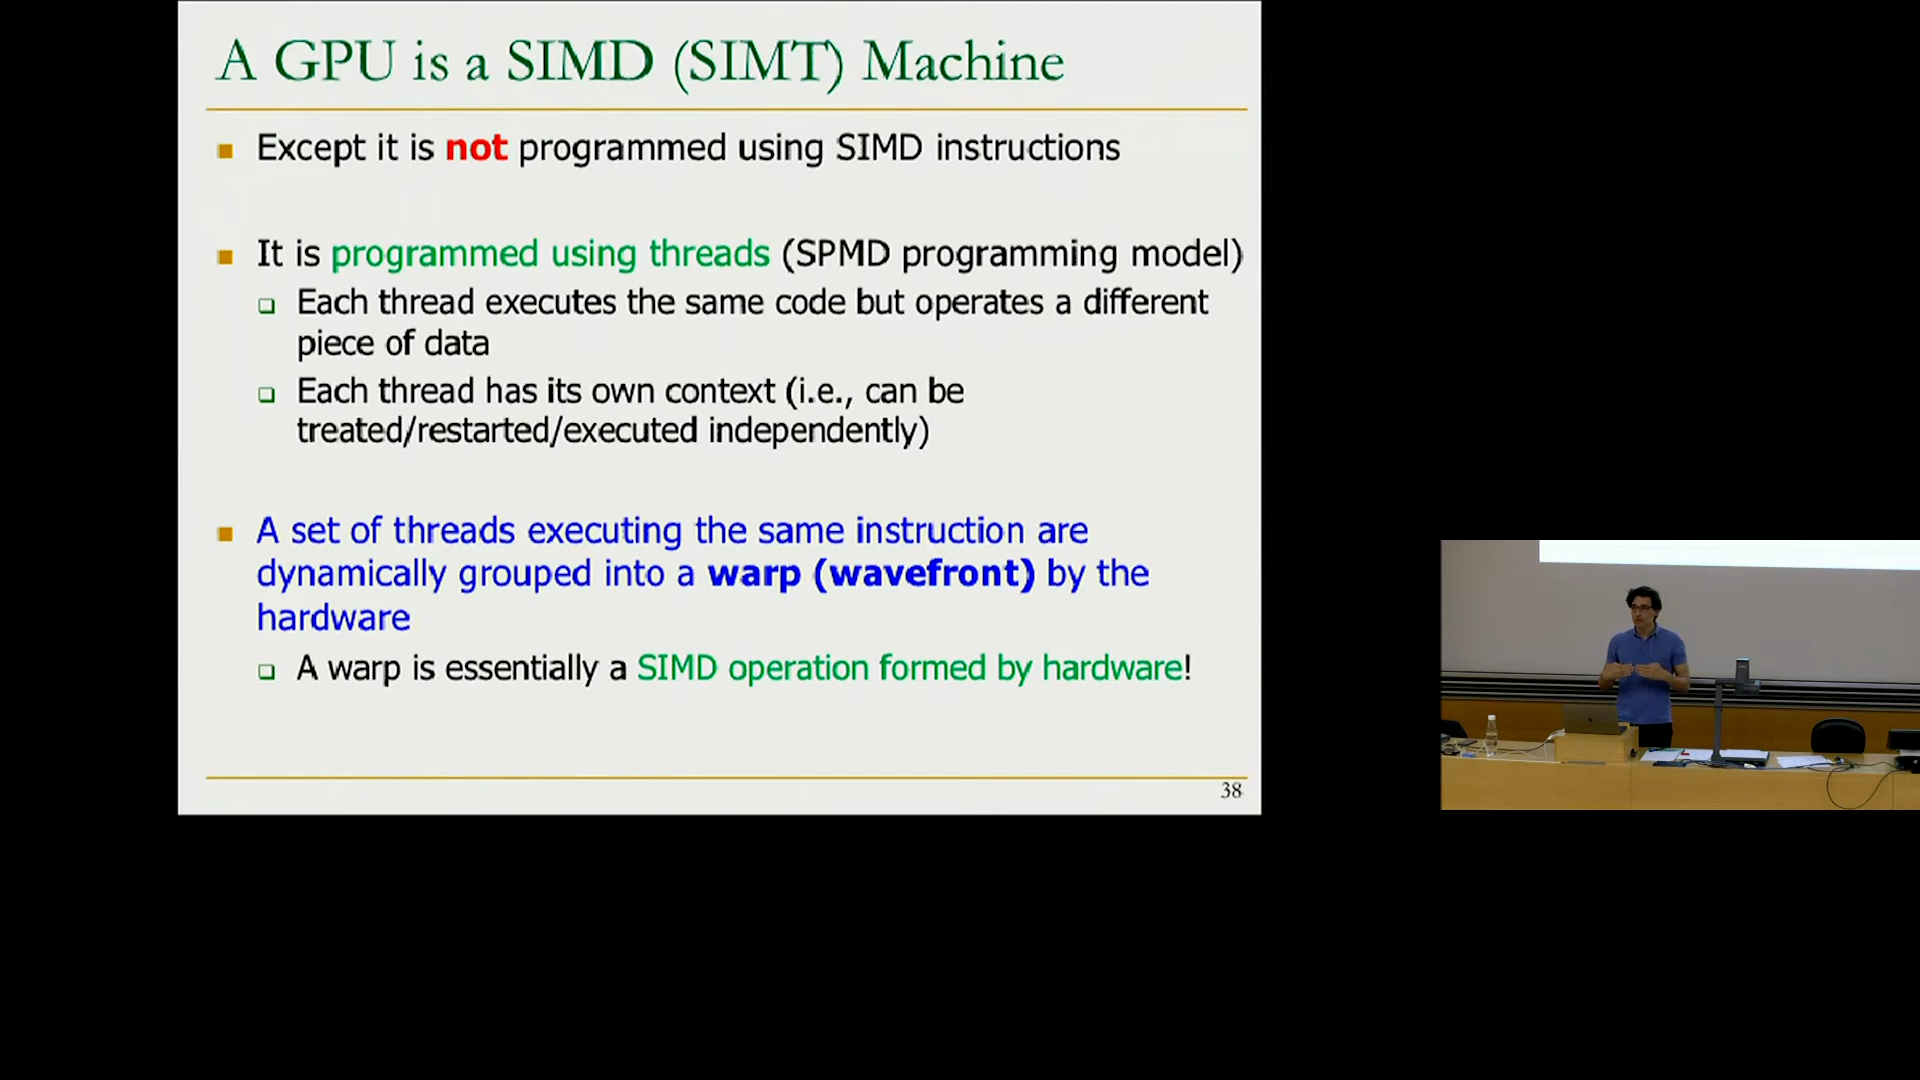 A GPU is a SIMD (SIMT) Machine
Except it is not programmed using SIMD instructions
It is programmed using threads (SPMD programming model)
Each thread executes the same code but operates a different
piece of data
Each thread has its own context (i.e., can be
treated/restarted/executed independently)
A set of threads executing the same instruction are
dynamically grouped into a warp (wavefront) by the
hardware
A warp is essentially a SIMD operation formed by hardware!
38